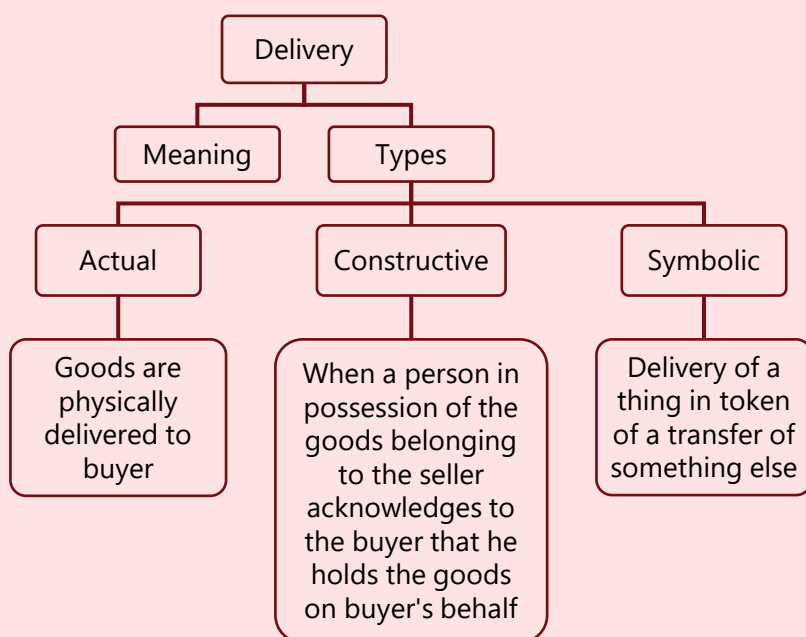 Delivery
Meaning
Types
Actual
Constructive
Symbolic
Goods are
physically
delivered to
buyer
When a person in
possession of the
goods belonging
to the seller
acknowledges to
the buyer that he
holds the goods
on buyer's behalf
Delivery of a
thing in token
of a transfer of
something else